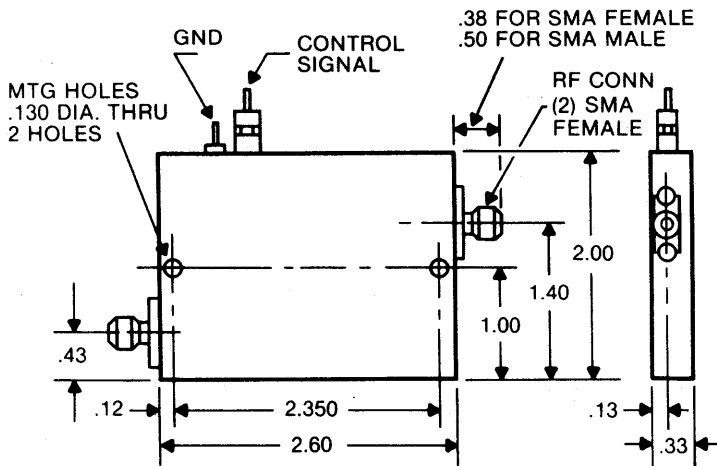 .38 FOR SMA FEMALE
.50 FOR SMA MALE
GND
CONTROL
SIGNAL
RF CONN
(2) SMA
FEMALE
MTG HOLES
.130 DIA. THRU
2 HOLES
2.00
1.40
1.00
.43
.12
2.350
.13
2.60
.33